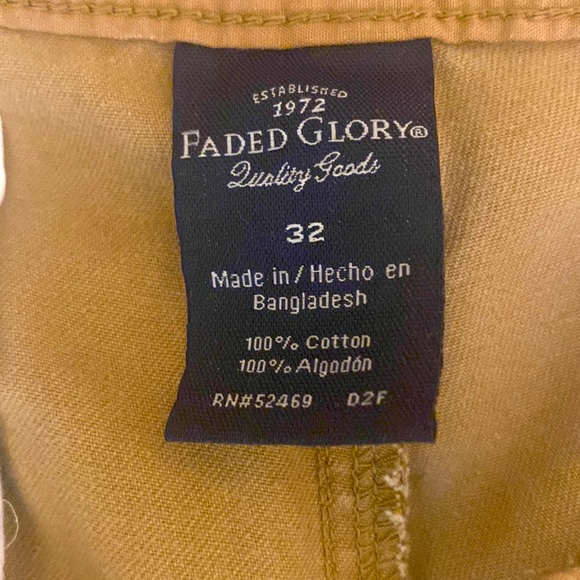 ESTABLISHED
1972
FADED GLORY®
Quality Goods
32
Made in / Hecho en
Bangladesh
100% Cotton
100% Algodón
RN#52469 D2F